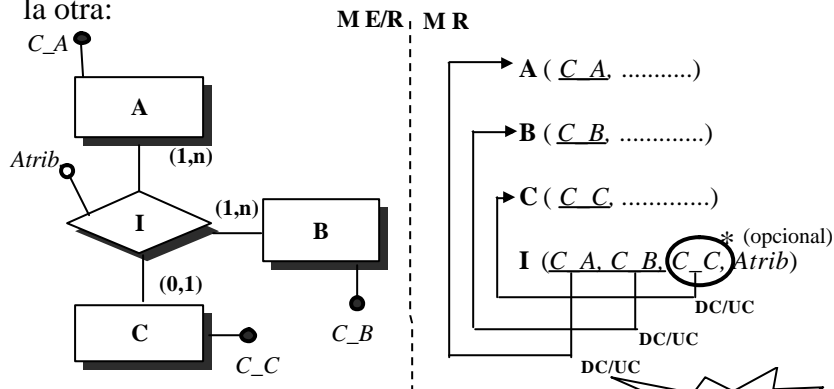 la otra:
M E/R M R
C_A
A ( C_A, ...........)
A
B ( C_B, .............)
Atrib.
(1,n)
C ( C_C, .............)
I
(1,n)
B
* (opcional)
I (C_A, C_B, C_C, Atrib)
(0,1)
DC/UC
C
C_B
DC/UC
C_C
DC/UC